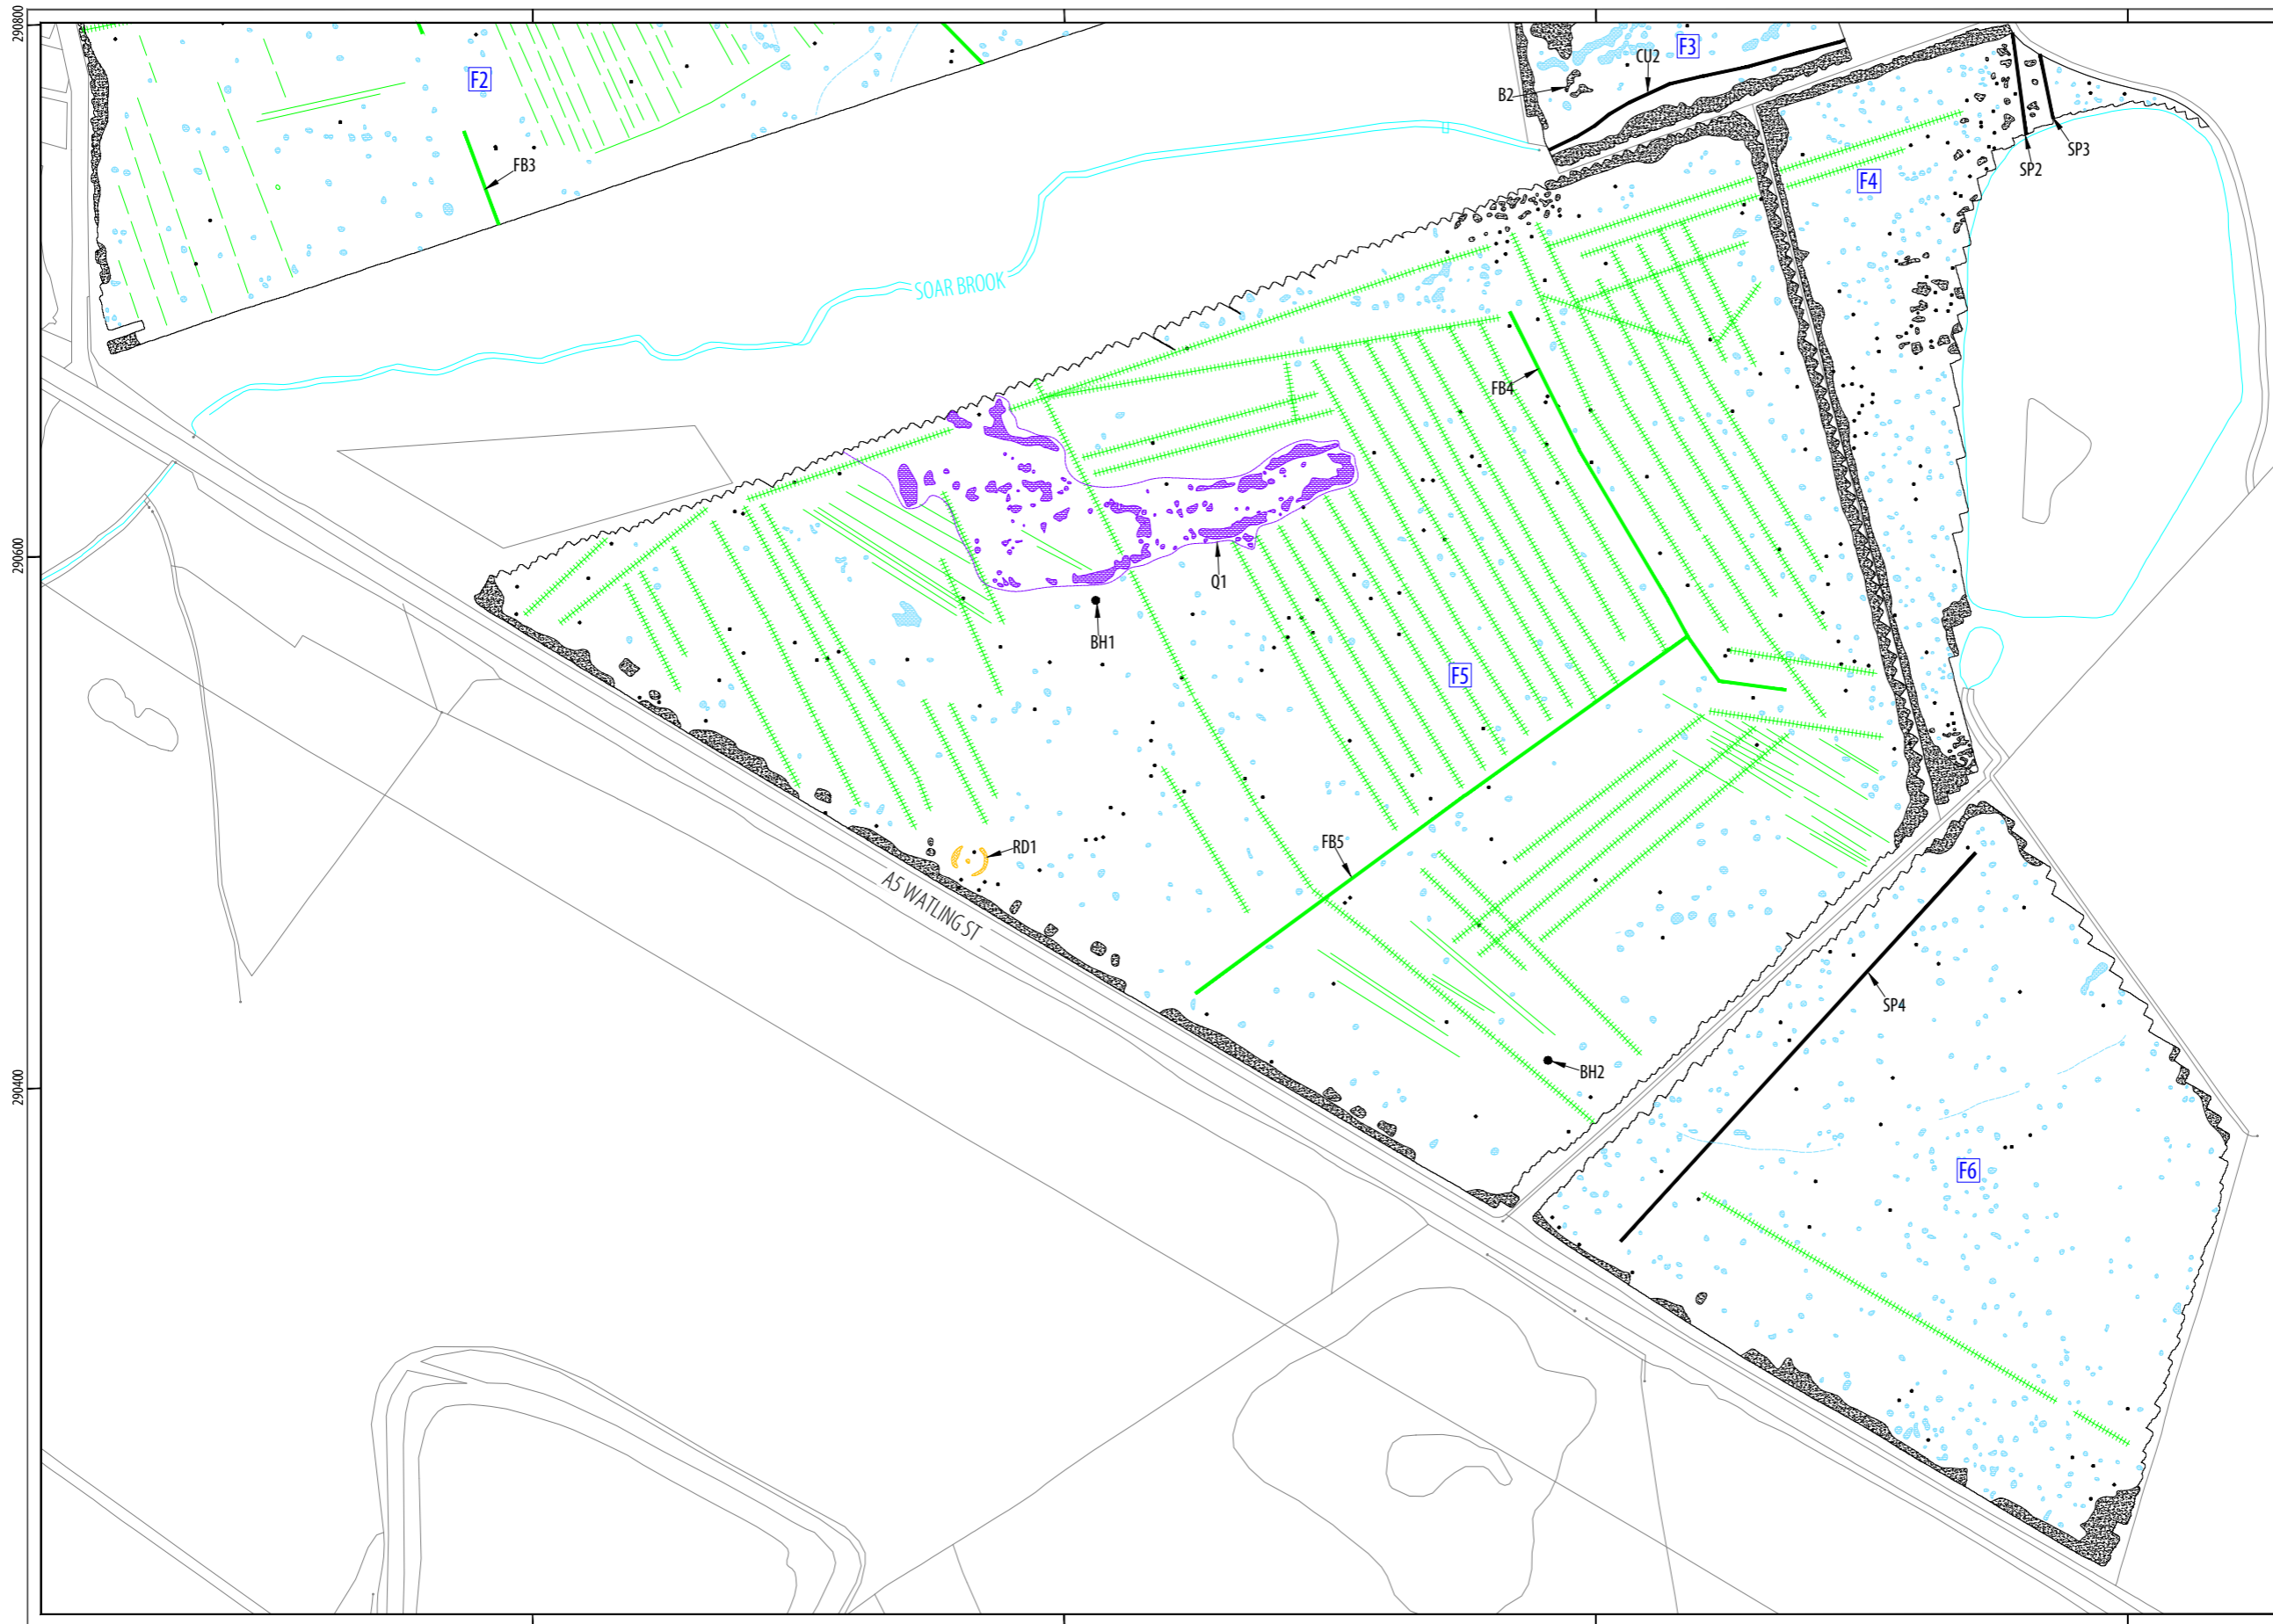 290800
F2
F3
CU2
B2
FB3
F4
SP2
SP3
SOAR BROOK
FB4
290600
Q1
BH1
F5
RD1
FB5
A5 WATLING ST
SP4
290400
BH2
F6